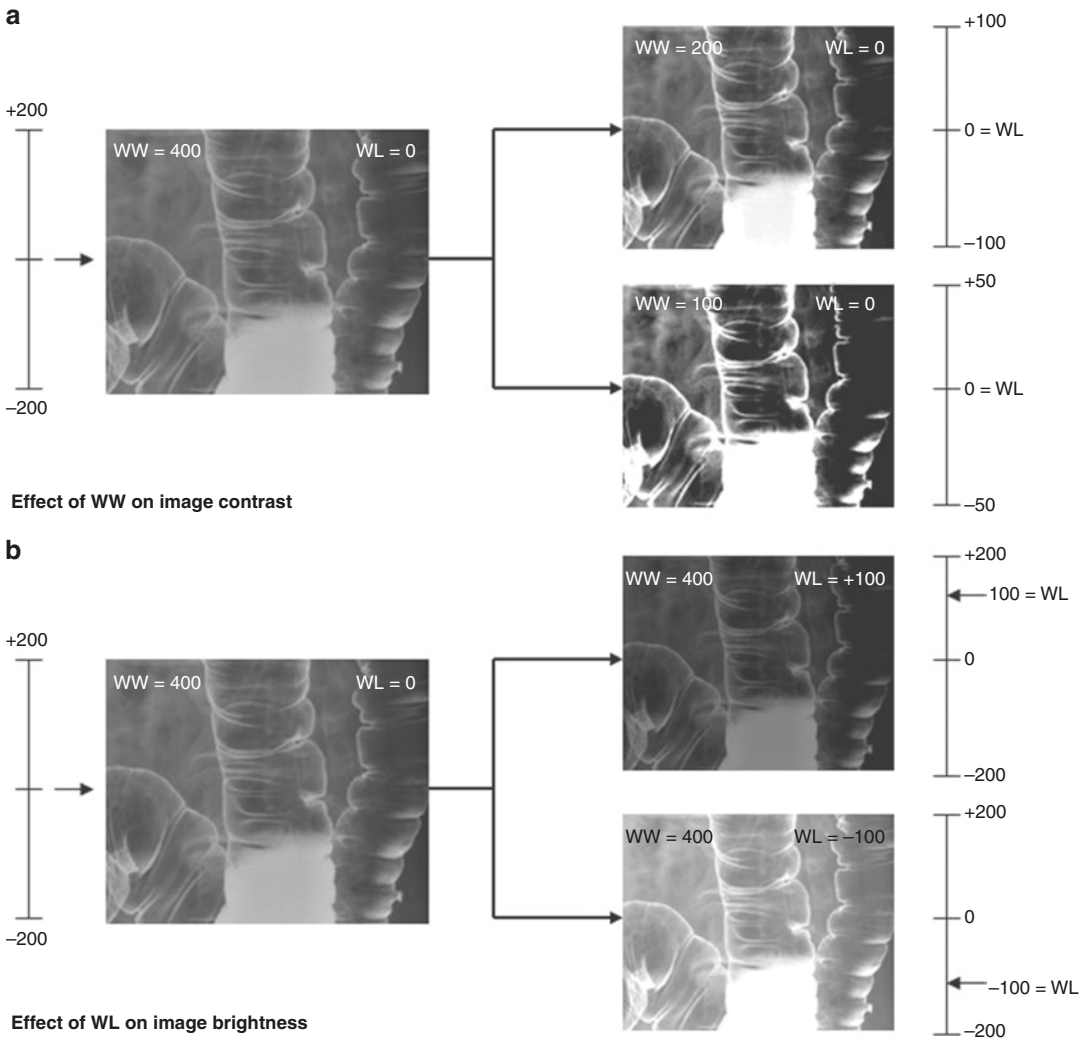 a
+200
–200
WW = 400 WL = 0
WW = 200 WL = 0
+100
0 = WL
–100
WW = 100 WL = 0
+50
0 = WL
–50
Effect of WW on image contrast
b
+200
–200
WW = 400 WL = 0
WW = 400 WL = +100
+200
100 = WL
0
–200
WW = 400 WL = –100
+200
0
–100 = WL
–200
Effect of WL on image brightness